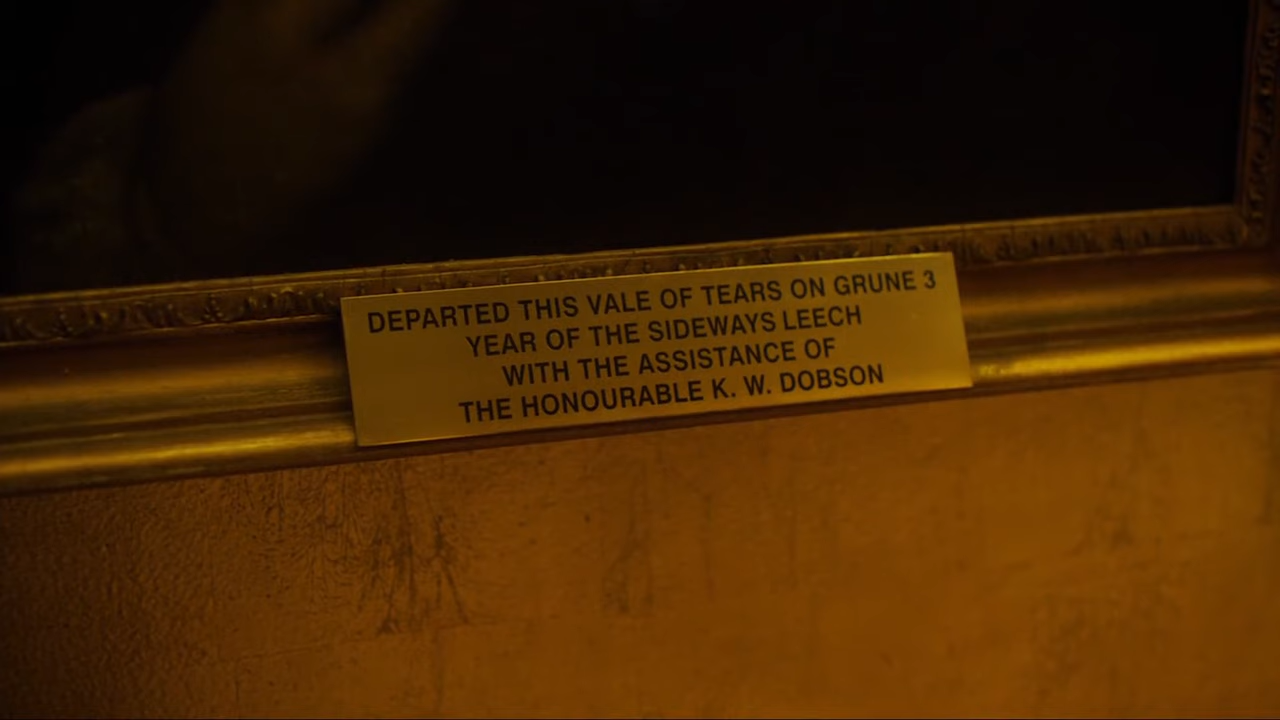 DEPARTED THIS VALE OF TEARS ON GRUNE 3
YEAR OF THE SIDEWAYS LEECH
WITH THE ASSISTANCE OF
THE HONOURABLE K. W. DOBSON